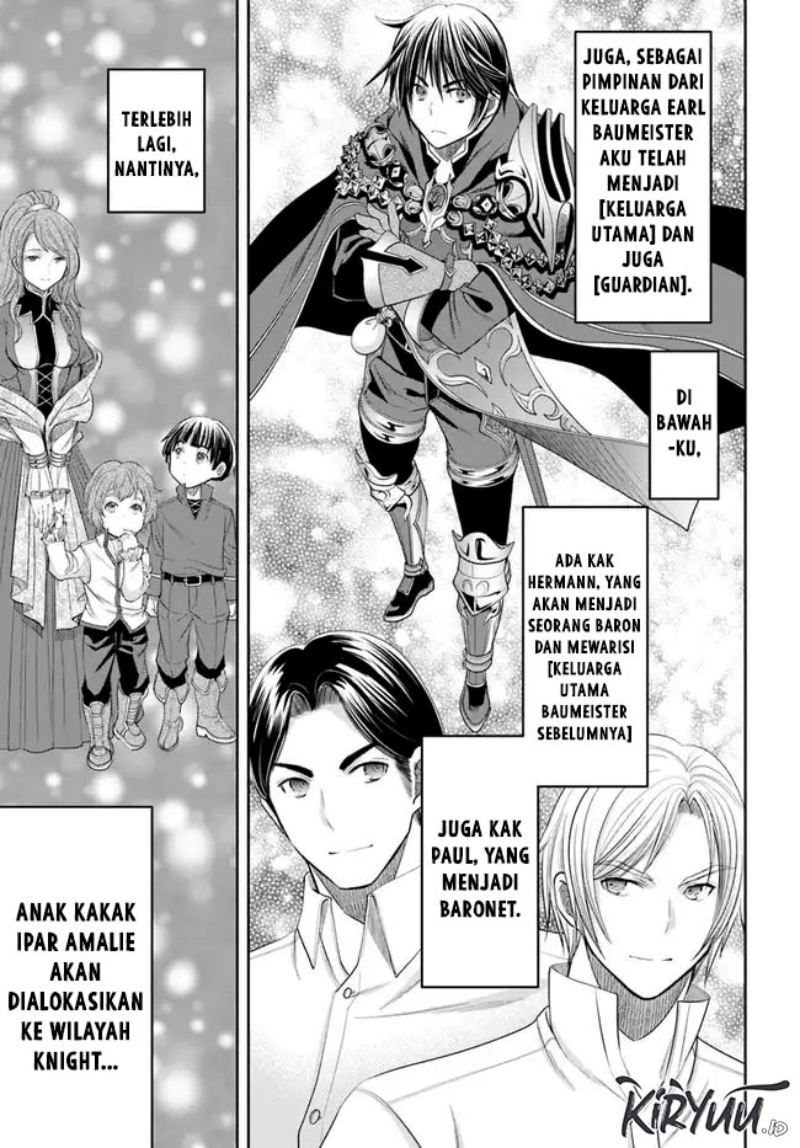 JUGA, SEBAGAI
PIMPINAN DARI
KELUARGA EARL
BAUMEISTER
AKU TELAH
MENJADI
[KELUARGA
UTAMA] DAN
JUGA
[GUARDIAN].
DI
BAWAH
-KU,
ADA KAK
HERMANN, YANG
AKAN MENJADI
SEORANG BARON
DAN MEWARISI
[KELUARGA
UTAMA
BAUMEISTER
SEBELUMNYA]
JUGA KAK
PAUL, YANG
MENJADI
BARONET.
TERLEBIH
LAGI,
NANTINYA,
ANAK KAKAK
IPAR AMALIE
AKAN
DIALOKASIKAN
KE WILAYAH
KNIGHT...
KIRYUU.ID